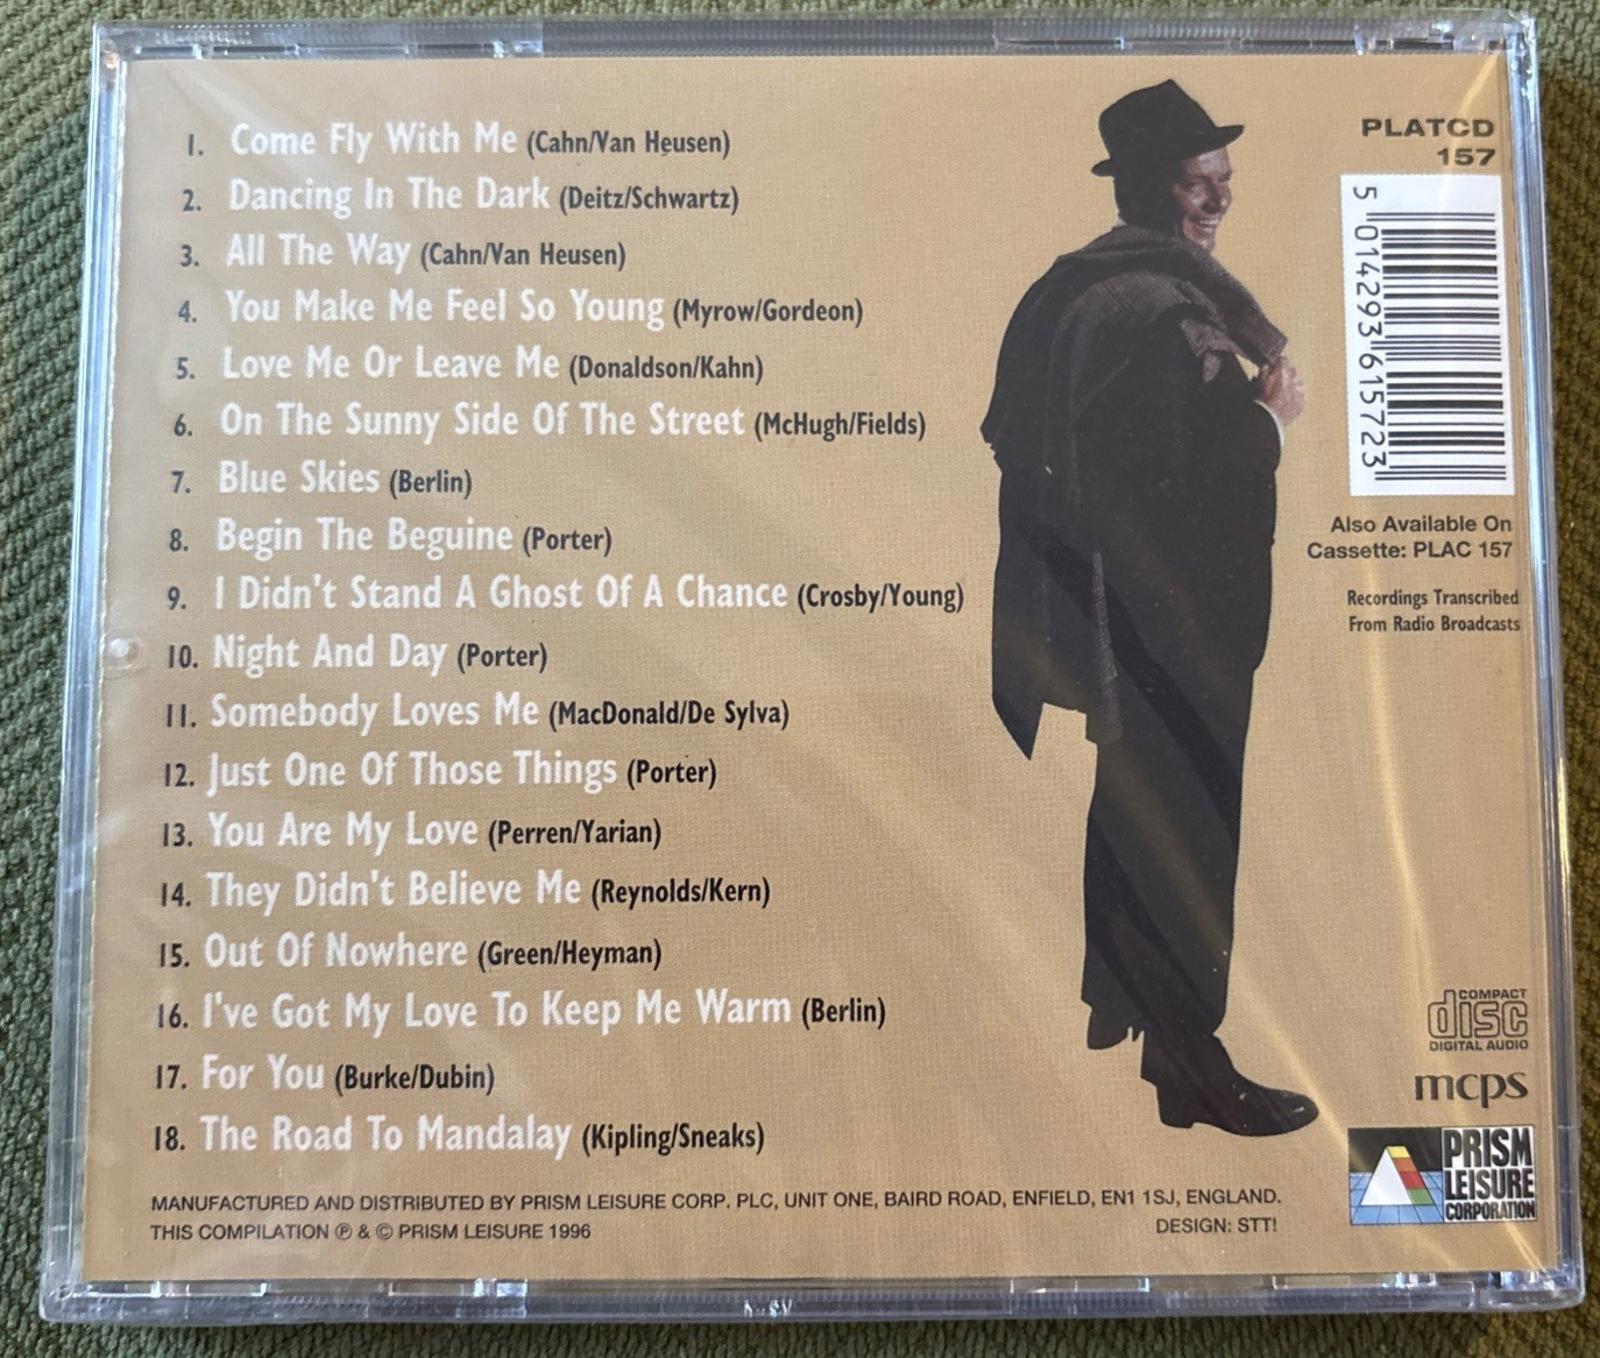 1. Come Fly With Me (Cahn/Van Heusen)
2. Dancing In The Dark (Deitz/Schwartz)
3. All The Way (Cahn/Van Heusen)
4. You Make Me Feel So Young (Myrow/Gordeon)
5. Love Me Or Leave Me (Donaldson/Kahn)
6. On The Sunny Side Of The Street (McHugh/Fields)
7. Blue Skies (Berlin)
8. Begin The Beguine (Porter)
9. I Didn't Stand A Ghost Of A Chance (Crosby/Young)
10. Night And Day (Porter)
11. Somebody Loves Me (MacDonald/De Sylva)
12. Just One Of Those Things (Porter)
13. You Are My Love (Perren/Yarian)
14. They Didn't Believe Me (Reynolds/Kern)
15. Out Of Nowhere (Green/Heyman)
16. I've Got My Love To Keep Me Warm (Berlin)
17. For You (Burke/Dubin)
18. The Road To Mandalay (Kipling/Sneaks)
MANUFACTURED AND DISTRIBUTED BY PRISM LEISURE CORP. PLC, UNIT ONE, BAIRD ROAD, ENFIELD, EN1 1SJ, ENGLAND.
THIS COMPILATION ℗ & © PRISM LEISURE 1996
DESIGN: STT!
PLATCD
157
5 014293 615723
Also Available On
Cassette: PLAC 157
Recordings Transcribed
From Radio Broadcasts
COMPACT
disc
DIGITAL AUDIO
mcps
PRISM
LEISURE
CORPORATION